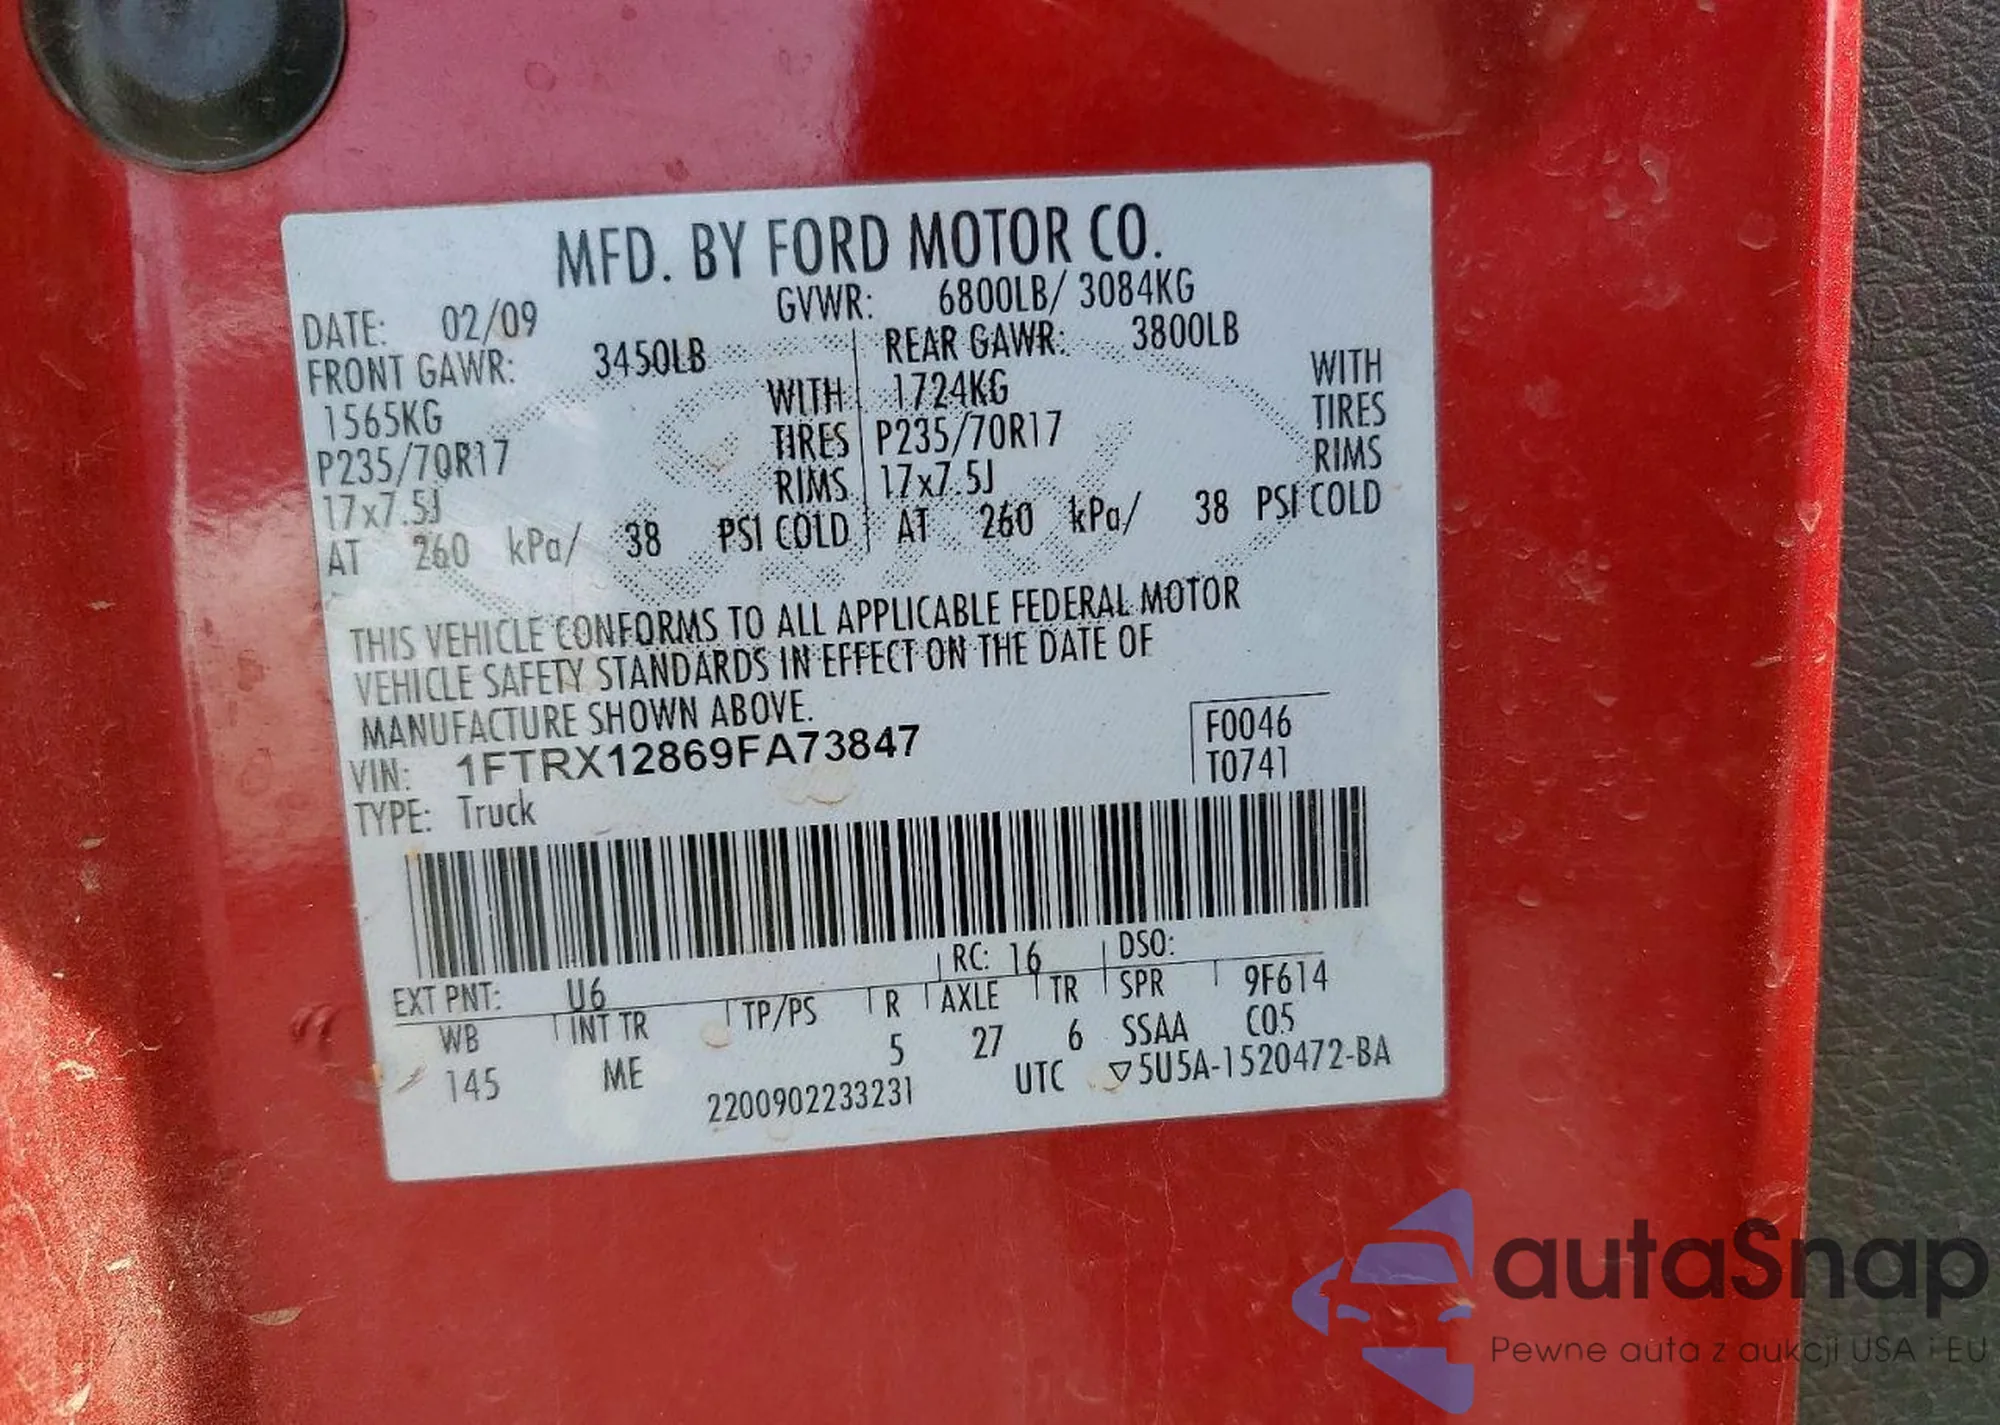 MFD. BY FORD MOTOR CO.
DATE: 02/09 GVWR: 6800LB/ 3084KG
FRONT GAWR: 3450LB REAR GAWR: 3800LB
1565KG WITH 1724KG WITH
P235/70R17 TIRES P235/70R17 TIRES
17x7.5J RIMS 17x7.5J RIMS
AT 260 kPa/ 38 PSI COLD AT 260 kPa/ 38 PSI COLD
THIS VEHICLE CONFORMS TO ALL APPLICABLE FEDERAL MOTOR
VEHICLE SAFETY STANDARDS IN EFFECT ON THE DATE OF
MANUFACTURE SHOWN ABOVE.
VIN: 1FTRX12869FA73847 F0046
TYPE: Truck T0741
EXT PNT: U6 RC: 16 DSO:
WB INT TR TP/PS R AXLE TR SPR 9F614
145 ME 5 27 6 SSAA C05
2200902233231 UTC ▽5U5A-1520472-BA
autaSnap
Pewne auta z aukcji USA i EU